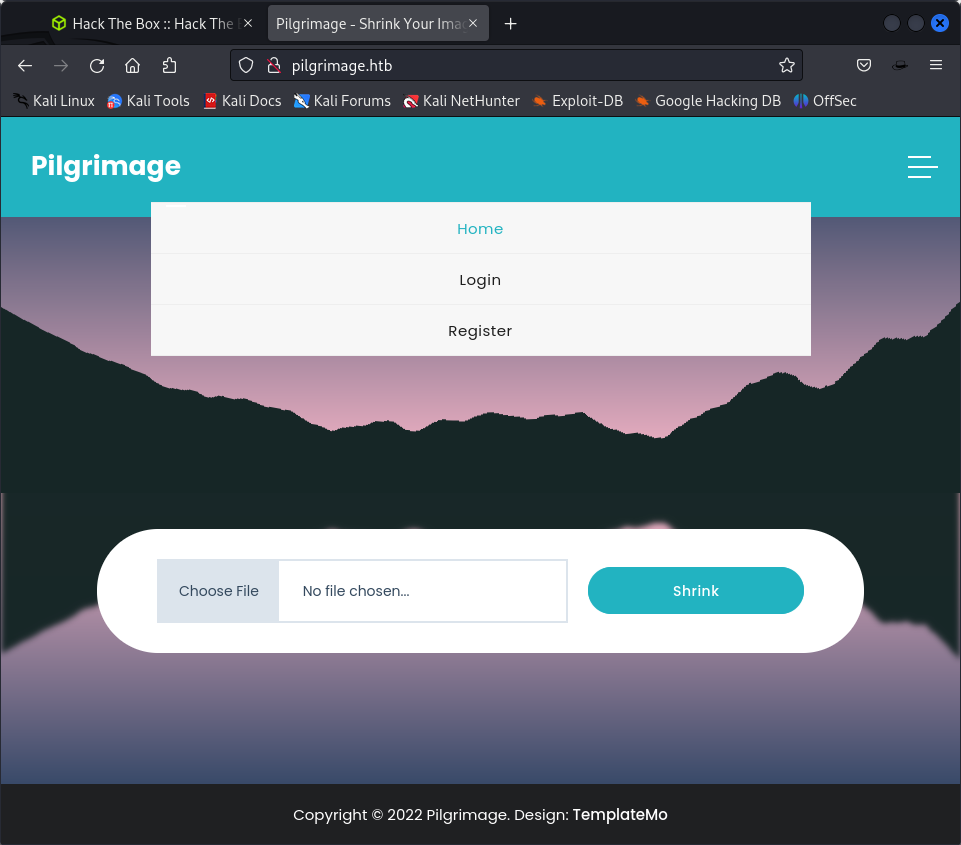 Hack The Box :: Hack The
Pilgrimage - Shrink Your Ima
pilgrimage.htb
Kali Linux Kali Tools Kali Docs Kali Forums Kali NetHunter Exploit-DB Google Hacking DB OffSec
Pilgrimage
Home
Login
Register
Choose File No file chosen... Shrink
Copyright © 2022 Pilgrimage. Design: TemplateMo